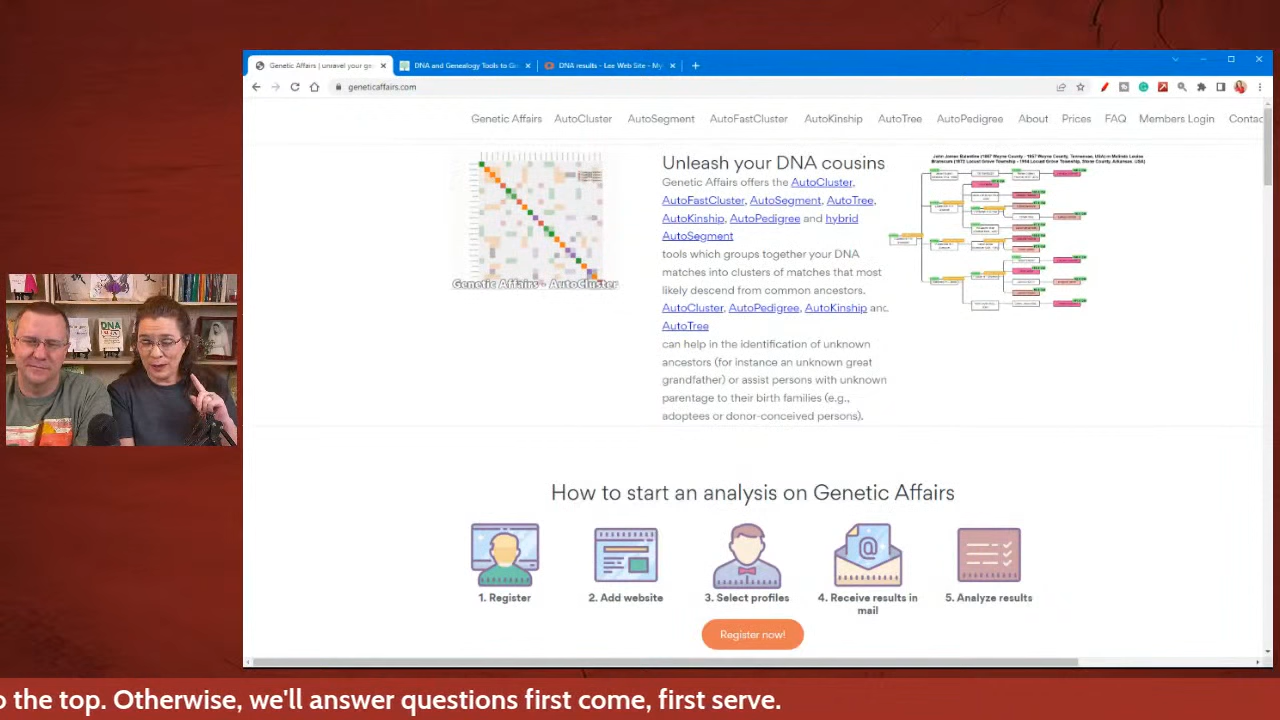 Genetic Affairs | unravel your ge
DNA and Genealogy Tools to G
DNA results - Lee Web Site - My
geneticaffairs.com
Genetic Affairs AutoCluster AutoSegment AutoFastCluster AutoKinship AutoTree AutoPedigree About Prices FAQ Members Login Contac
Genetic Affairs - AutoCluster
Unleash your DNA cousins
Genetic Affairs offers the AutoCluster,
AutoFastCluster, AutoSegment, AutoTree,
AutoKinship, AutoPedigree and hybrid
AutoSegment
tools which groups together your DNA
matches into clusters of matches that most
likely descend from common ancestors.
AutoCluster, AutoPedigree, AutoKinship and
AutoTree
can help in the identification of unknown
ancestors (for instance an unknown great
grandfather) or assist persons with unknown
parentage to their birth families (e.g.,
adoptees or donor-conceived persons).
How to start an analysis on Genetic Affairs
1. Register
2. Add website
3. Select profiles
4. Receive results in
mail
5. Analyze results
Register now!
DNA
o the top. Otherwise, we'll answer questions first come, first serve.